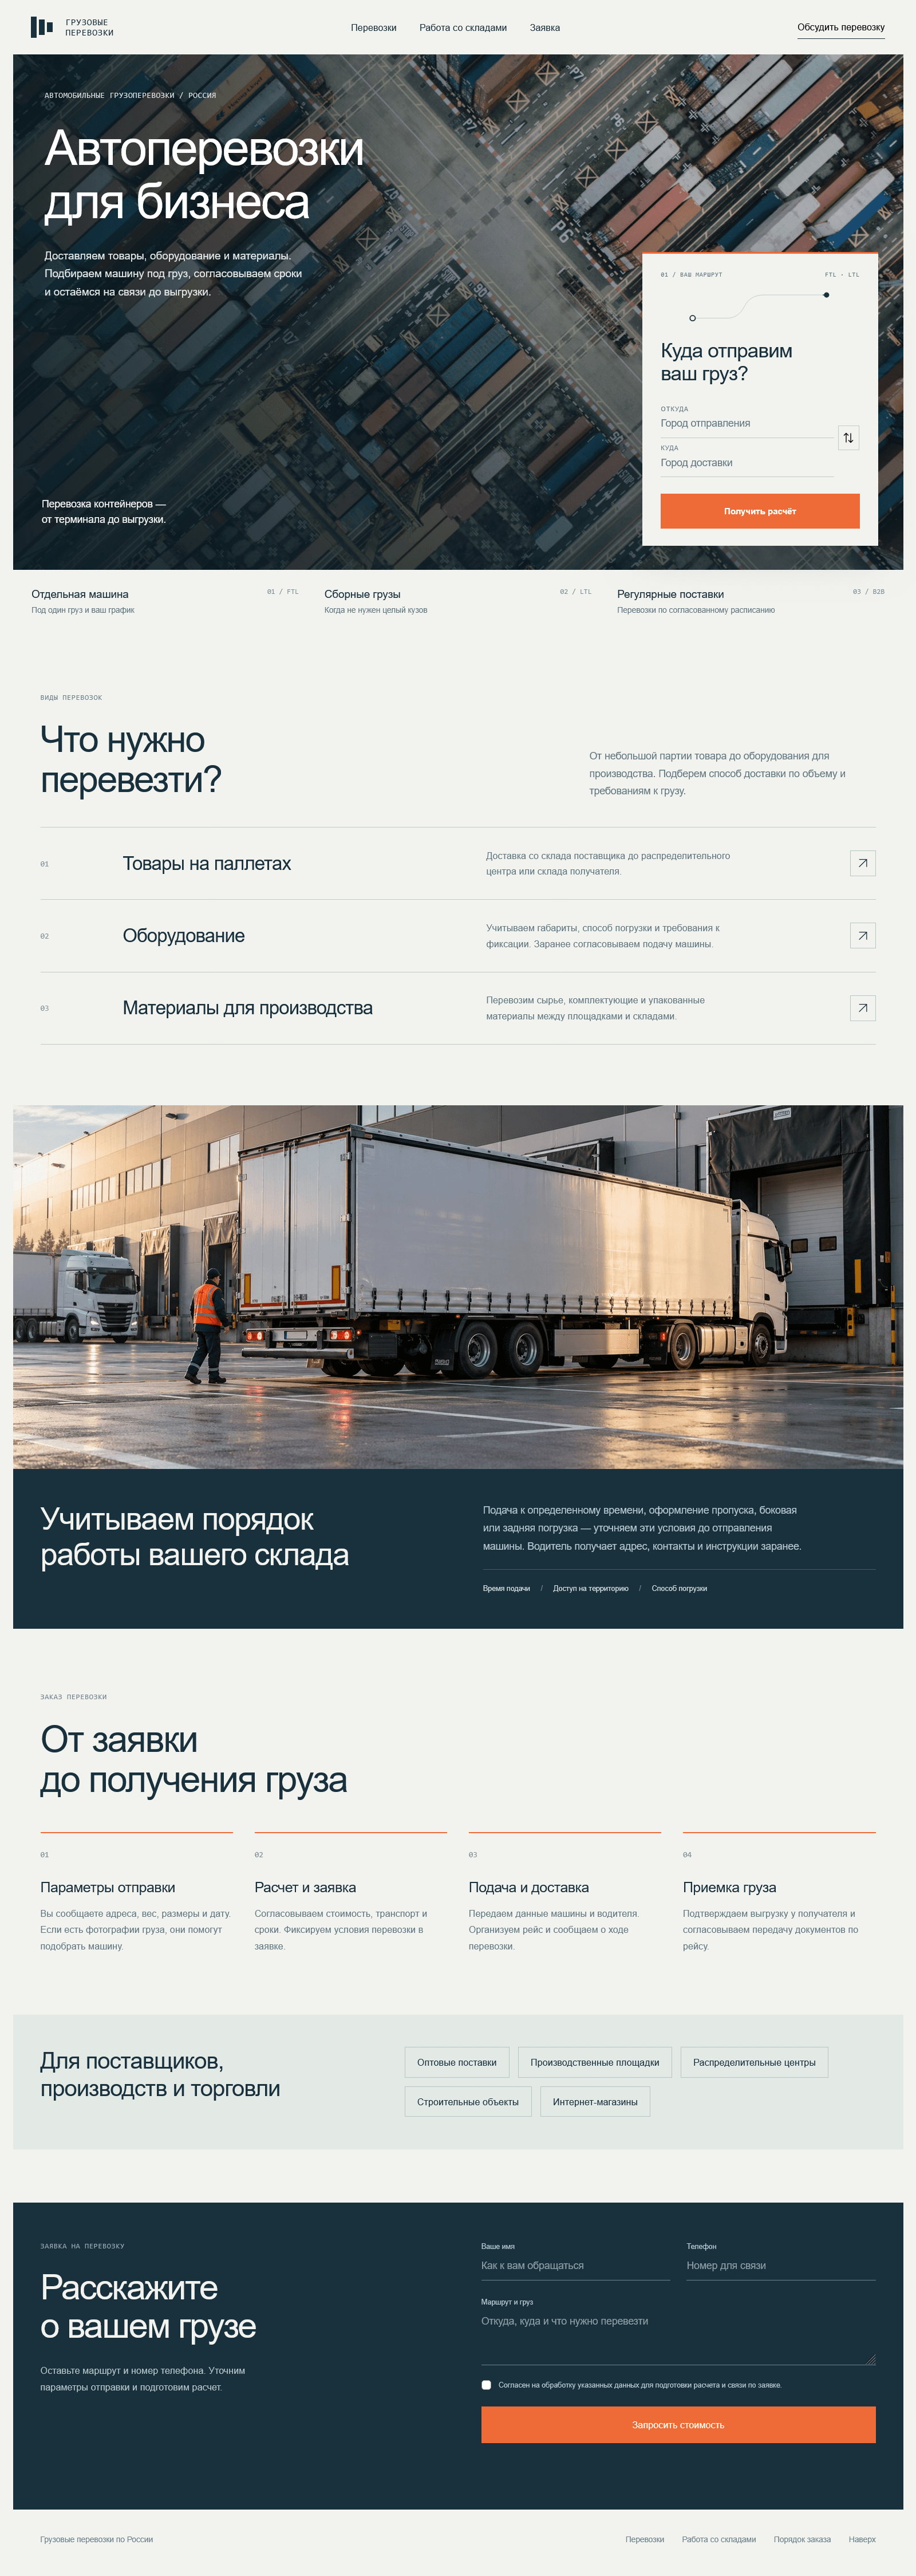 ГРУЗОВЫЕ
ПЕРЕВОЗКИ
Перевозки
Работа со складами
Заявка
Обсудить перевозку
АВТОМОБИЛЬНЫЕ ГРУЗОПЕРЕВОЗКИ / РОССИЯ
Автоперевозки
для бизнеса
Доставляем товары, оборудование и материалы.
Подбираем машину под груз, согласовываем сроки
и остаёмся на связи до выгрузки.
Перевозка контейнеров —
от терминала до выгрузки.
P7
P6
P7
P6
01 / ВАШ МАРШРУТ
FTL · LTL
Куда отправим
ваш груз?
ОТКУДА
Город отправления
КУДА
Город доставки
Получить расчёт
Отдельная машина
01 / FTL
Под один груз и ваш график
Сборные грузы
02 / LTL
Когда не нужен целый кузов
Регулярные поставки
03 / B2B
Перевозки по согласованному расписанию
ВИДЫ ПЕРЕВОЗОК
Что нужно
перевезти?
От небольшой партии товара до оборудования для
производства. Подберем способ доставки по объему и
требованиям к грузу.
01
Товары на паллетах
Доставка со склада поставщика до распределительного
центра или склада получателя.
02
Оборудование
Учитываем габариты, способ погрузки и требования к
фиксации. Заранее согласовываем подачу машины.
03
Материалы для производства
Перевозим сырье, комплектующие и упакованные
материалы между площадками и складами.
Учитываем порядок
работы вашего склада
Подача к определенному времени, оформление пропуска, боковая
или задняя погрузка — уточняем эти условия до отправления
машины. Водитель получает адрес, контакты и инструкции заранее.
Время подачи / Доступ на территорию / Способ погрузки
ЗАКАЗ ПЕРЕВОЗКИ
От заявки
до получения груза
01
Параметры отправки
Вы сообщаете адреса, вес, размеры и дату.
Если есть фотографии груза, они помогут
подобрать машину.
02
Расчет и заявка
Согласовываем стоимость, транспорт и
сроки. Фиксируем условия перевозки в
заявке.
03
Подача и доставка
Передаем данные машины и водителя.
Организуем рейс и сообщаем о ходе
перевозки.
04
Приемка груза
Подтверждаем выгрузку у получателя и
согласовываем передачу документов по
рейсу.
Для поставщиков,
производств и торговли
Оптовые поставки
Производственные площадки
Распределительные центры
Строительные объекты
Интернет-магазины
ЗАЯВКА НА ПЕРЕВОЗКУ
Расскажите
о вашем грузе
Оставьте маршрут и номер телефона. Уточним
параметры отправки и подготовим расчет.
Ваше имя
Как к вам обращаться
Телефон
Номер для связи
Маршрут и груз
Откуда, куда и что нужно перевезти
Согласен на обработку указанных данных для подготовки расчета и связи по заявке.
Запросить стоимость
Грузовые перевозки по России
Перевозки
Работа со складами
Порядок заказа
Наверх